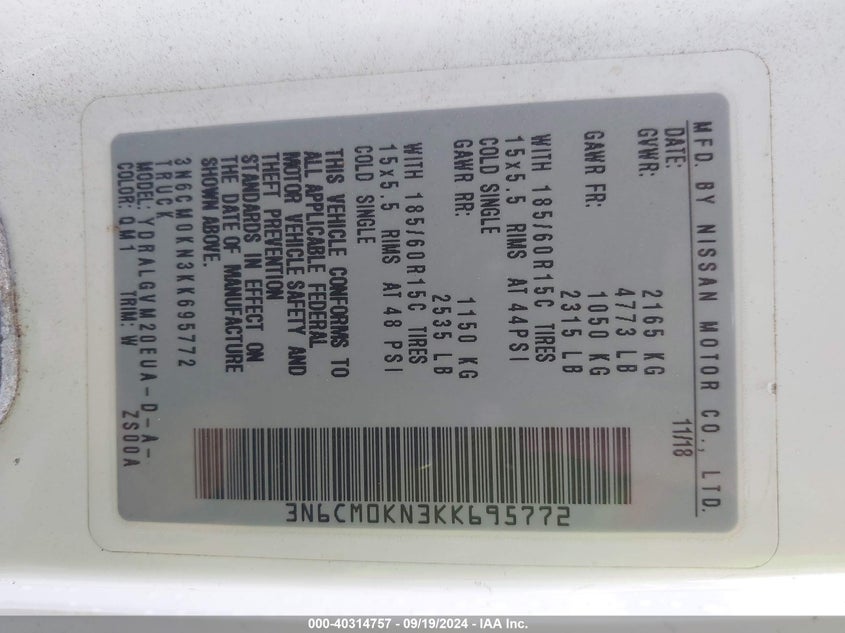 MFD. BY NISSAN MOTOR CO., LTD.
DATE: 11/18
GVWR: 2165 KG
4773 LB
GAWR FR: 1050 KG
2315 LB
WITH 185/60R15C TIRES
15x5.5 RIMS AT 44PSI
COLD SINGLE
GAWR RR: 1150 KG
2535 LB
WITH 185/60R15C TIRES
15x5.5 RIMS AT 48 PSI
COLD SINGLE
THIS VEHICLE CONFORMS TO
ALL APPLICABLE FEDERAL
MOTOR VEHICLE SAFETY AND
THEFT PREVENTION
STANDARDS IN EFFECT ON
THE DATE OF MANUFACTURE
SHOWN ABOVE.
3N6CM0KN3KK695772
TRUCK
MODEL: YDRALGVM20EUA-D-A-
COLOR: QM1 TRIM: W ZS00A
3N6CM0KN3KK695772
000-40314757 - 09/19/2024 - IAA Inc.